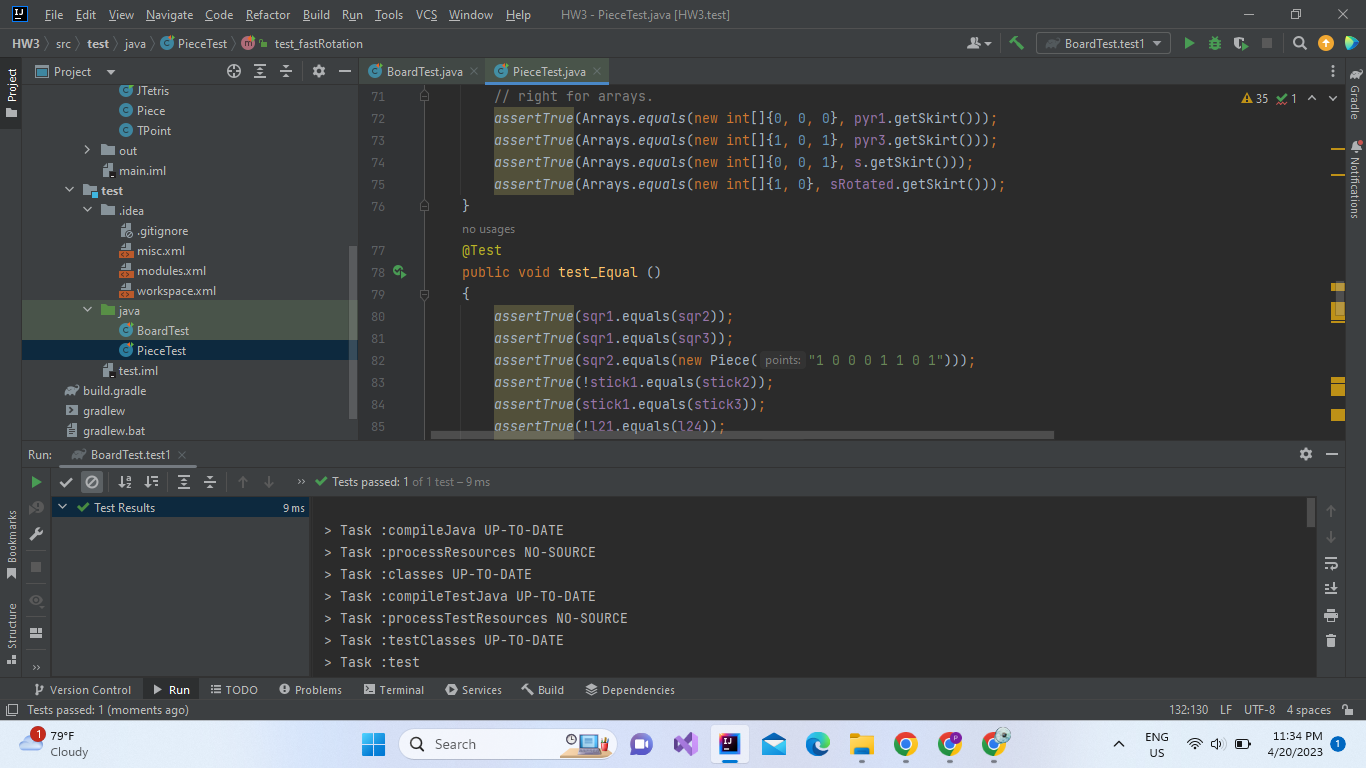 File Edit View Navigate Code Refactor Build Run Tools VCS Window Help HW3 - PieceTest.java [HW3.test]
HW3 src test java PieceTest m test_fastRotation BoardTest.test1
Project
Project
BoardTest.java PieceTest.java
JTetris
Piece
TPoint
out
main.iml
test
.idea
.gitignore
misc.xml
modules.xml
workspace.xml
java
BoardTest
PieceTest
test.iml
build.gradle
gradlew
gradlew.bat
35 1
71 // right for arrays.
72 assertTrue(Arrays.equals(new int[]{0, 0, 0}, pyr1.getSkirt()));
73 assertTrue(Arrays.equals(new int[]{1, 0, 1}, pyr3.getSkirt()));
74 assertTrue(Arrays.equals(new int[]{0, 0, 1}, s.getSkirt()));
75 assertTrue(Arrays.equals(new int[]{1, 0}, sRotated.getSkirt()));
76 }
no usages
77 @Test
78 public void test_Equal ()
79 {
80 assertTrue(sqr1.equals(sqr2));
81 assertTrue(sqr1.equals(sqr3));
82 assertTrue(sqr2.equals(new Piece( points: "1 0 0 0 1 1 0 1")));
83 assertTrue(!stick1.equals(stick2));
84 assertTrue(stick1.equals(stick3));
85 assertTrue(!l21.equals(l24));
Gradle
Notifications
Run: BoardTest.test1
Tests passed: 1 of 1 test – 9 ms
Test Results 9 ms
> Task :compileJava UP-TO-DATE
> Task :processResources NO-SOURCE
> Task :classes UP-TO-DATE
> Task :compileTestJava UP-TO-DATE
> Task :processTestResources NO-SOURCE
> Task :testClasses UP-TO-DATE
> Task :test
Bookmarks
Structure
Version Control Run TODO Problems Terminal Services Build Dependencies
Tests passed: 1 (moments ago) 132:130 LF UTF-8 4 spaces
1 79°F
Cloudy
Search
ENG
US
11:34 PM
4/20/2023
1